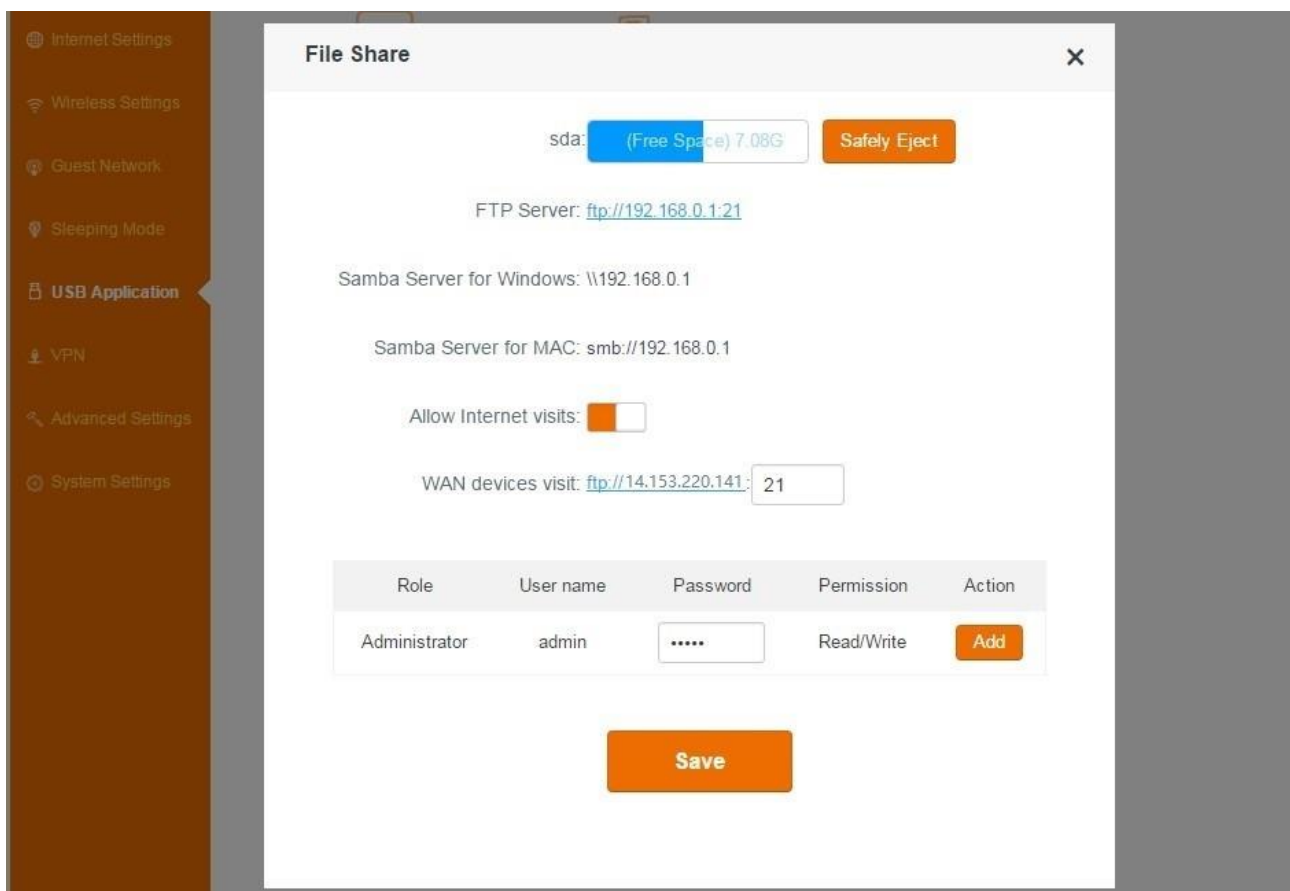 Internet Settings
Wireless Settings
Guest Network
Sleeping Mode
USB Application
VPN
Advanced Settings
System Settings
File Share
×
sda: (Free Space) 7.08G Safely Eject
FTP Server: ftp://192.168.0.1:21
Samba Server for Windows: \\192.168.0.1
Samba Server for MAC: smb://192.168.0.1
Allow Internet visits:
WAN devices visit: ftp://14.153.220.141: 21
Role User name Password Permission Action
Administrator admin ••••• Read/Write Add
Save